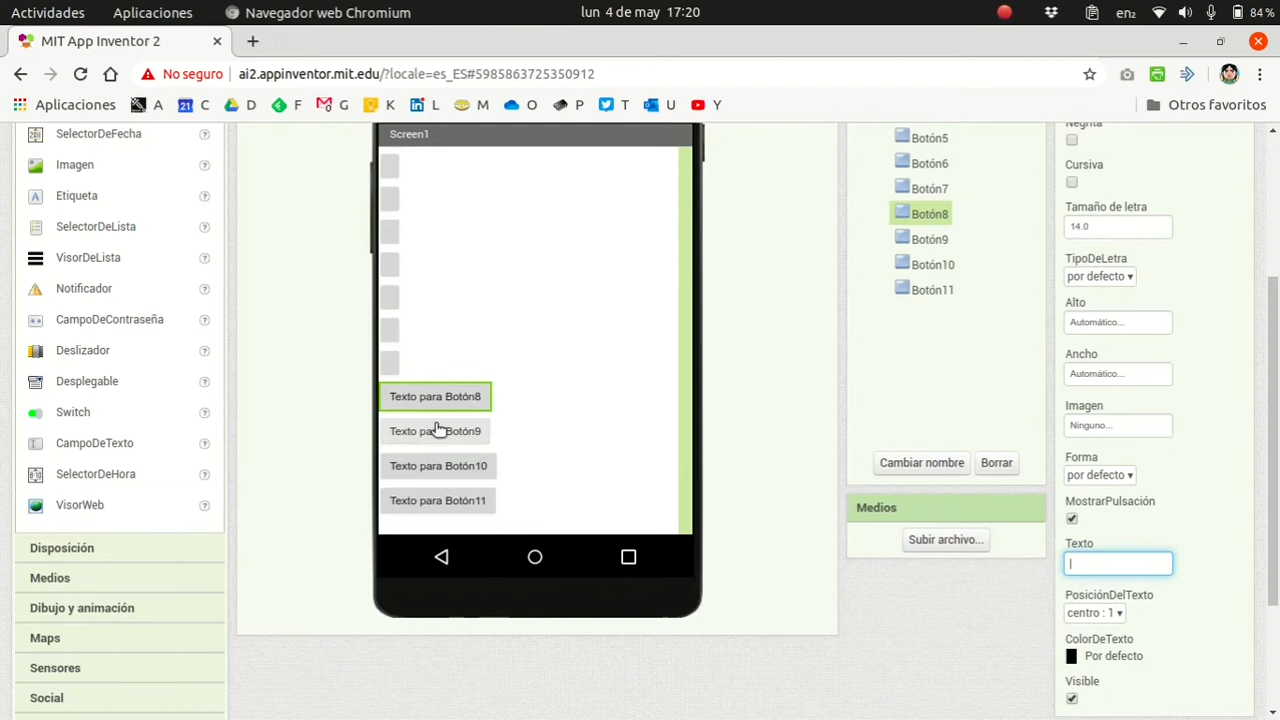 Actividades Aplicaciones Navegador web Chromium lun 4 de may 17:20 en₂ 84 %
MIT App Inventor 2
No seguro ai2.appinventor.mit.edu/?locale=es_ES#5985863725350912
Aplicaciones A C D F G K L M O P T U Y Otros favoritos
SelectorDeFecha
Imagen
Etiqueta
SelectorDeLista
VisorDeLista
Notificador
CampoDeContraseña
Deslizador
Desplegable
Switch
CampoDeTexto
SelectorDeHora
VisorWeb
Disposición
Medios
Dibujo y animación
Maps
Sensores
Social
Screen1
Texto para Botón8
Texto para Botón9
Texto para Botón10
Texto para Botón11
Botón5
Botón6
Botón7
Botón8
Botón9
Botón10
Botón11
Cambiar nombre Borrar
Medios
Subir archivo...
Negrita
Cursiva
Tamaño de letra
14.0
TipoDeLetra
por defecto
Alto
Automático...
Ancho
Automático...
Imagen
Ninguno...
Forma
por defecto
MostrarPulsación
Texto
PosiciónDelTexto
centro : 1
ColorDeTexto
Por defecto
Visible